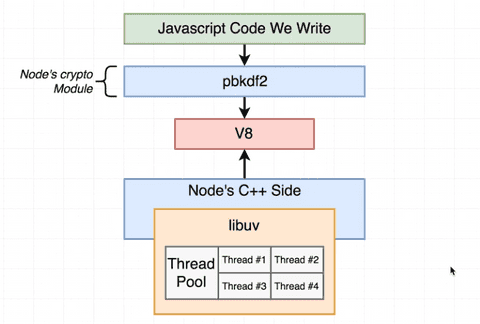 Javascript Code We Write
Node's crypto
Module
pbkdf2
V8
Node's C++ Side
libuv
Thread
Pool
Thread #1
Thread #2
Thread #3
Thread #4